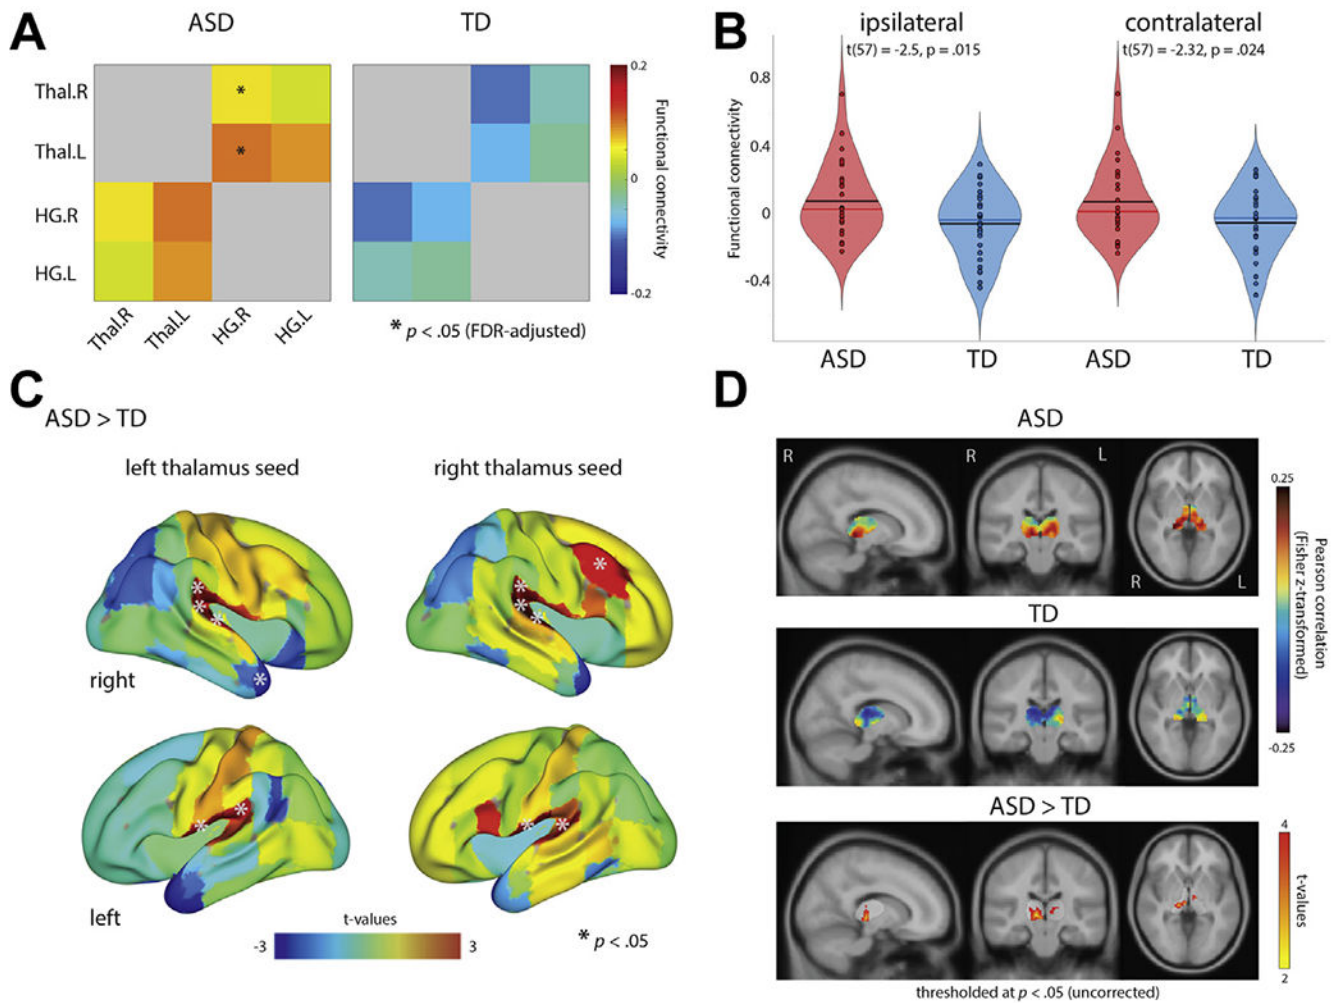 A
ASD
TD
Thal.R
Thal.L
HG.R
HG.L
*
*
Thal.R
Thal.L
HG.R
HG.L
0.2
0
-0.2
Functional connectivity
* p < .05 (FDR-adjusted)
B
ipsilateral
t(57) = -2.5, p = .015
contralateral
t(57) = -2.32, p = .024
Functional connectivity
0.8
0.4
0
-0.4
ASD
TD
ASD
TD
C
ASD > TD
left thalamus seed
right thalamus seed
* * * *
* * * *
right
* *
* *
left
t-values
-3
3
* p < .05
D
ASD
R
R
L
R
L
TD
0.25
-0.25
Pearson correlation
(Fisher z-transformed)
ASD > TD
4
2
t-values
thresholded at p < .05 (uncorrected)